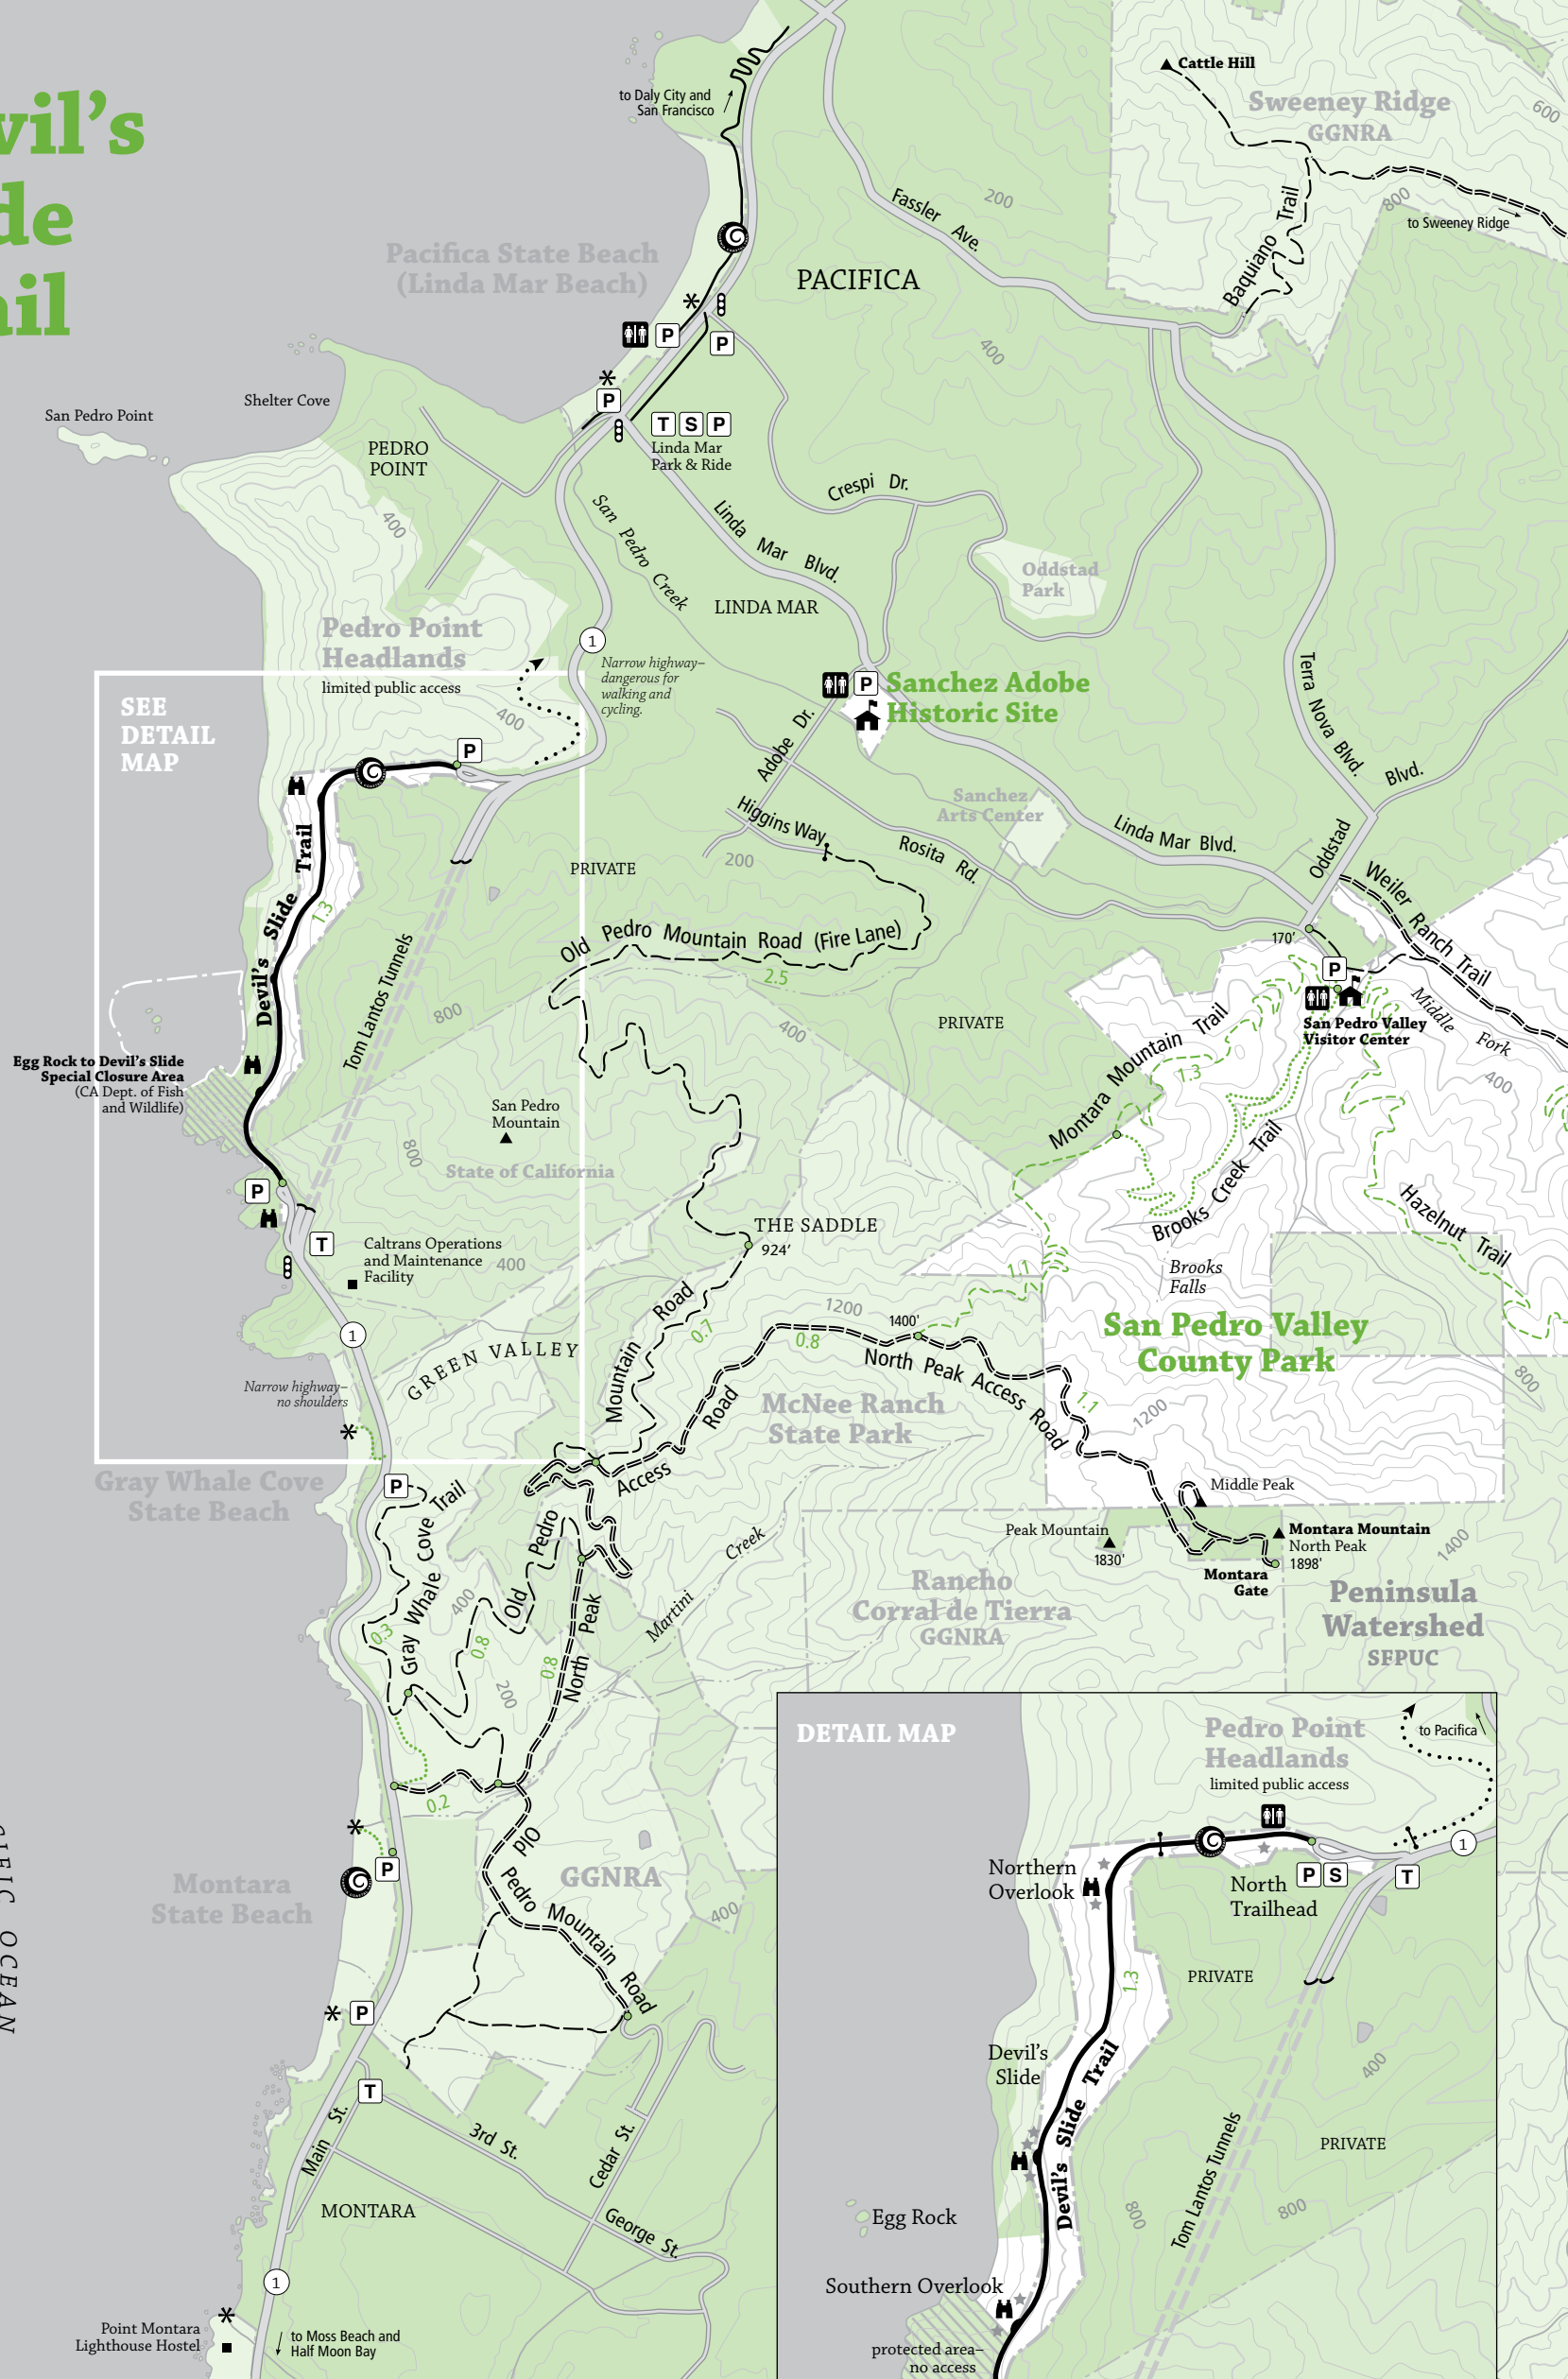 vil's
de
ail
to Daly City and
San Francisco
Cattle Hill
Sweeney Ridge
GGNRA
600
800
to Sweeney Ridge
Baquiano Trail
Fassler Ave.
200
Pacifica State Beach
(Linda Mar Beach)
PACIFICA
P
P
400
San Pedro Point
Shelter Cove
P
T S P
Linda Mar
Park & Ride
PEDRO
POINT
400
Crespi Dr.
San Pedro Creek
Linda Mar Blvd.
LINDA MAR
Oddstad
Park
Pedro Point
Headlands
limited public access
400
1
Narrow highway–
dangerous for
walking and
cycling.
SEE
DETAIL
MAP
P
P
Sanchez Adobe
Historic Site
Adobe Dr.
Terra Nova Blvd.
Oddstad Blvd.
Sanchez
Arts Center
Higgins Way
200
Rosita Rd.
Linda Mar Blvd.
PRIVATE
Devil's Slide Trail
1.3
Tom Lantos Tunnels
Weiler Ranch Trail
Old Pedro Mountain Road (Fire Lane)
2.5
170'
P
San Pedro Valley
Visitor Center
Middle Fork
400
800
400
PRIVATE
Montara Mountain Trail
1.3
Egg Rock to Devil's Slide
Special Closure Area
(CA Dept. of Fish
and Wildlife)
San Pedro
Mountain
800
State of California
Brooks Creek Trail
Hazelnut Trail
P
T
Caltrans Operations
and Maintenance
Facility
400
THE SADDLE
924'
1.1
Brooks
Falls
1
GREEN VALLEY
Mountain Road
0.7
1200
1400'
0.8
North Peak Access Road
San Pedro Valley
County Park
800
Narrow highway–
no shoulders
McNee Ranch
State Park
1.1
1200
Access Road
Gray Whale Cove
State Beach
P
Gray Whale Cove Trail
Middle Peak
Peak Mountain
1830'
Montara Mountain
North Peak
1898'
Montara
Gate
1400
Old Pedro
Creek
Martini
400
0.3
0.8
0.8
North Peak
200
Rancho
Corral de Tierra
GGNRA
Peninsula
Watershed
SFPUC
0.2
Old Pedro Mountain Road
GGNRA
400
P
Montara
State Beach
CIFIC OCEAN
P
T
Main St.
3rd St.
Cedar St.
George St.
MONTARA
1
Point Montara
Lighthouse Hostel
to Moss Beach and
Half Moon Bay
DETAIL MAP
Pedro Point
Headlands
limited public access
to Pacifica
1
Northern
Overlook
North
Trailhead
P S
T
1.3
PRIVATE
Devil's
Slide
Devil's Slide Trail
400
PRIVATE
Tom Lantos Tunnels
800
800
Egg Rock
Southern Overlook
protected area–
no access